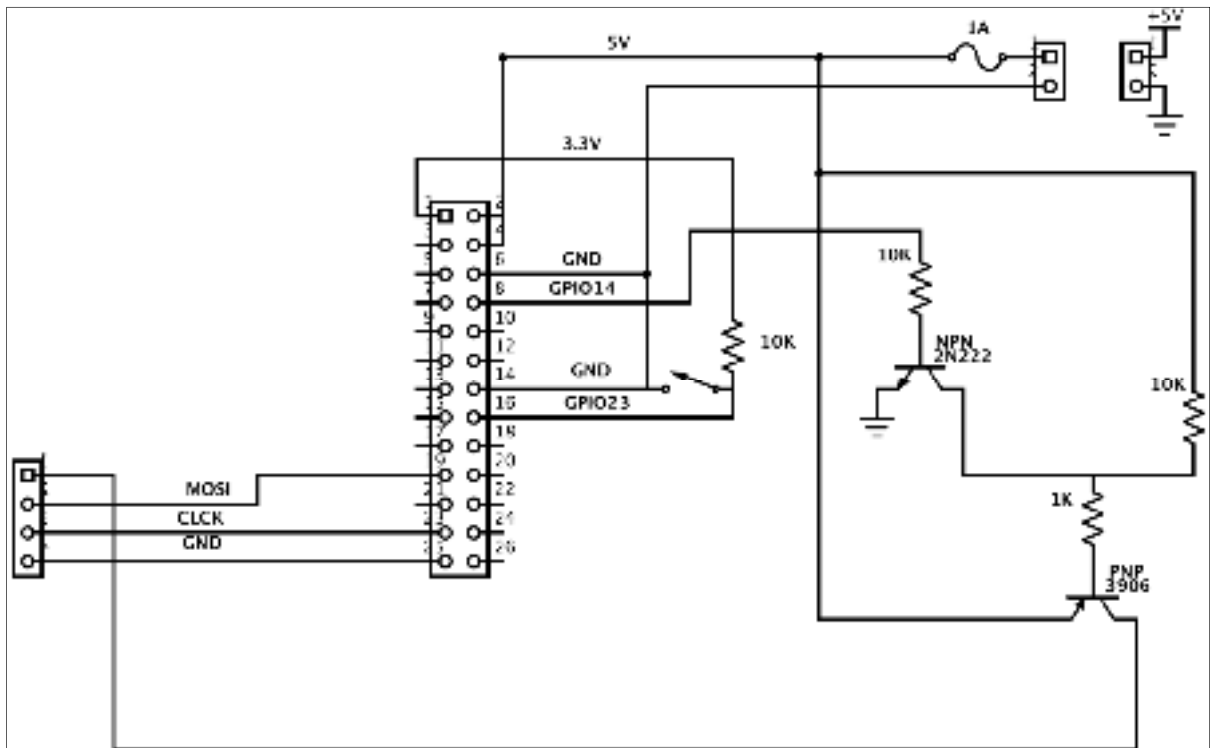 1A
+5V
5V
3.3V
2
4
6
GND
8
GPIO14
10
10K
12
10K
NPN
2N222
14
GND
10K
16
GPIO23
18
20
MOSI
22
1K
CLCK
24
GND
26
PNP
3906